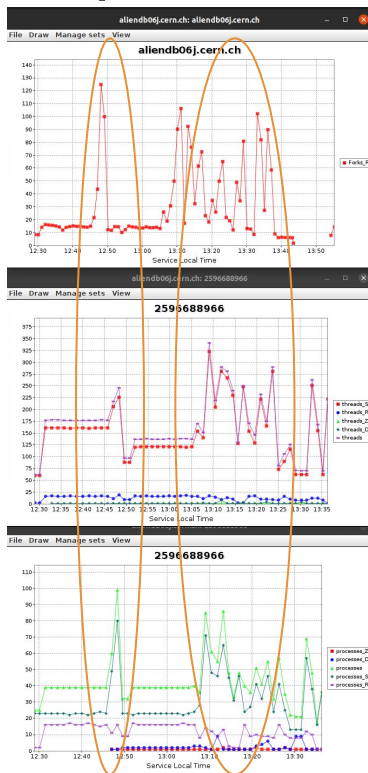 aliendb06j.cern.ch: aliendb06j.cern.ch
File Draw Manage sets View
aliendb06j.cern.ch
140
130
120
110
100
90
80
70
60
50
40
30
20
10
0
Forks_R
12:30 12:40 12:50 13:00 13:10 13:20 13:30 13:40 13:50
Service Local Time
aliendb06j.cern.ch: 2596688966
File Draw Manage sets View
2596688966
375
350
325
300
275
250
225
200
175
150
125
100
75
50
25
0
threads_S
threads_R
threads_Z
threads_D
threads
12:30 12:35 12:40 12:45 12:50 12:55 13:00 13:05 13:10 13:15 13:20 13:25 13:30 13:35
Service Local Time
File Draw Manage sets View
2596688966
110
100
90
80
70
60
50
40
30
20
10
0
processes_Z
processes_D
processes
processes_S
processes_R
12:30 12:40 12:50 13:00 13:10 13:20 13:30
Service Local Time